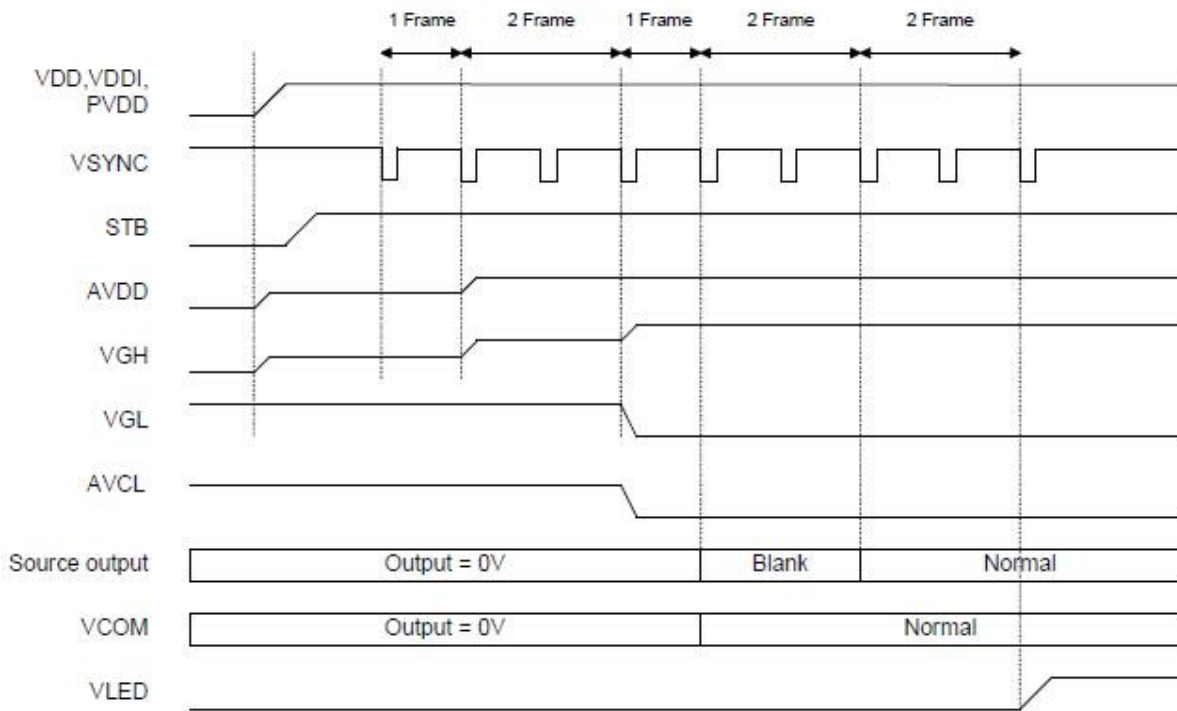 1 Frame 2 Frame 1 Frame 2 Frame 2 Frame
VDD,VDDI,
PVDD
VSYNC
STB
AVDD
VGH
VGL
AVCL
Source output Output = 0V Blank Normal
VCOM Output = 0V Normal
VLED